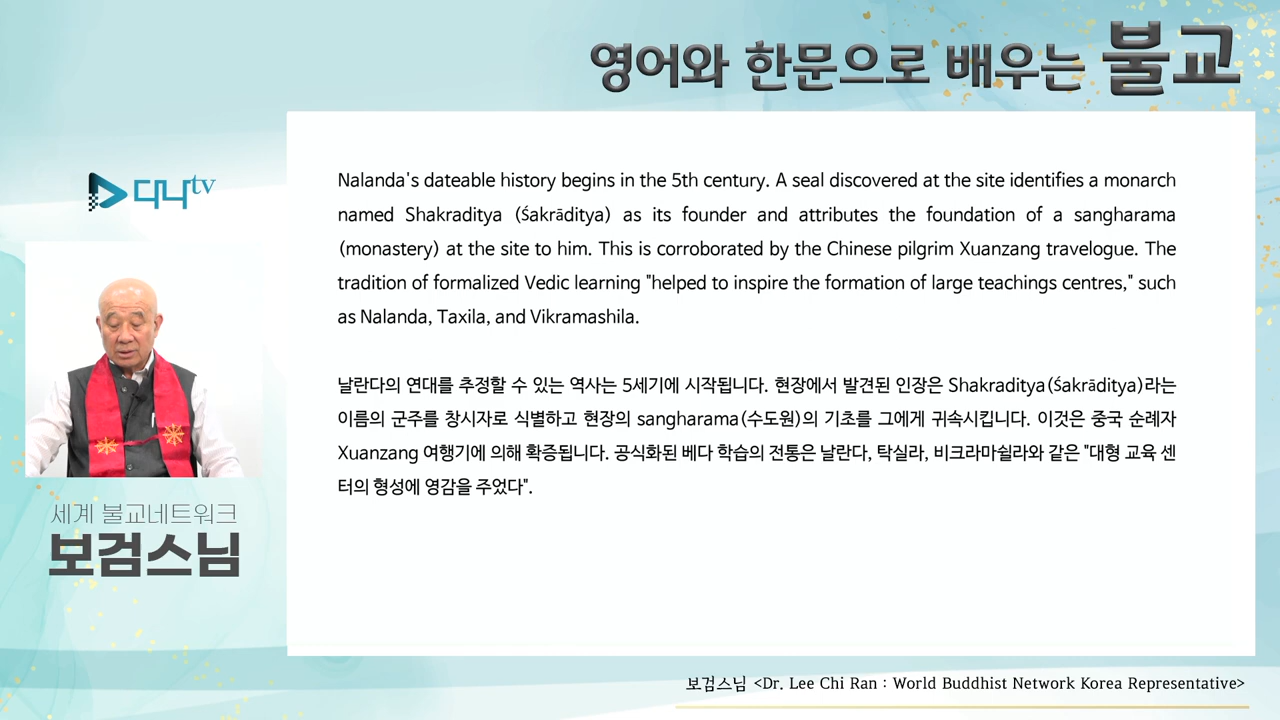 영어와 한문으로 배우는 불교
디나tv
Nalanda's dateable history begins in the 5th century. A seal discovered at the site identifies a monarch
named Shakraditya (Śakrāditya) as its founder and attributes the foundation of a sangharama
(monastery) at the site to him. This is corroborated by the Chinese pilgrim Xuanzang travelogue. The
tradition of formalized Vedic learning "helped to inspire the formation of large teachings centres," such
as Nalanda, Taxila, and Vikramashila.
날란다의 연대를 추정할 수 있는 역사는 5세기에 시작됩니다. 현장에서 발견된 인장은 Shakraditya(Śakrāditya)라는
이름의 군주를 창시자로 식별하고 현장의 sangharama(수도원)의 기초를 그에게 귀속시킵니다. 이것은 중국 순례자
Xuanzang 여행기에 의해 확증됩니다. 공식화된 베다 학습의 전통은 날란다, 탁실라, 비크라마쉴라와 같은 "대형 교육 센
터의 형성에 영감을 주었다".
세계 불교네트워크
보검스님
보검스님 <Dr. Lee Chi Ran : World Buddhist Network Korea Representative>